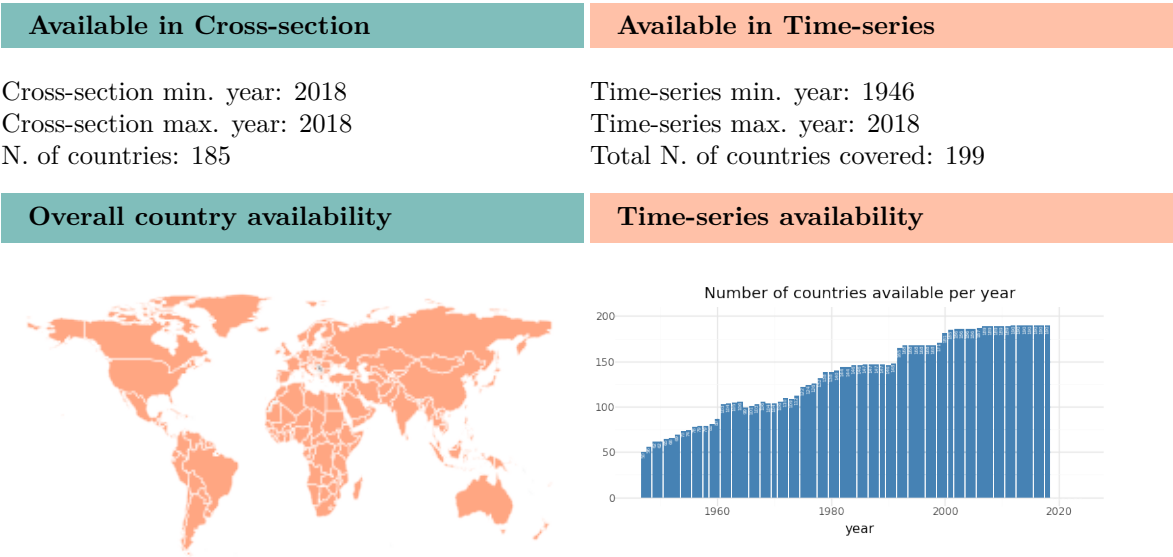 Available in Cross-section
Available in Time-series
Cross-section min. year: 2018
Cross-section max. year: 2018
N. of countries: 185
Time-series min. year: 1946
Time-series max. year: 2018
Total N. of countries covered: 199
Overall country availability
Time-series availability
Number of countries available per year
200
150
100
50
0
1960
1980
2000
2020
year